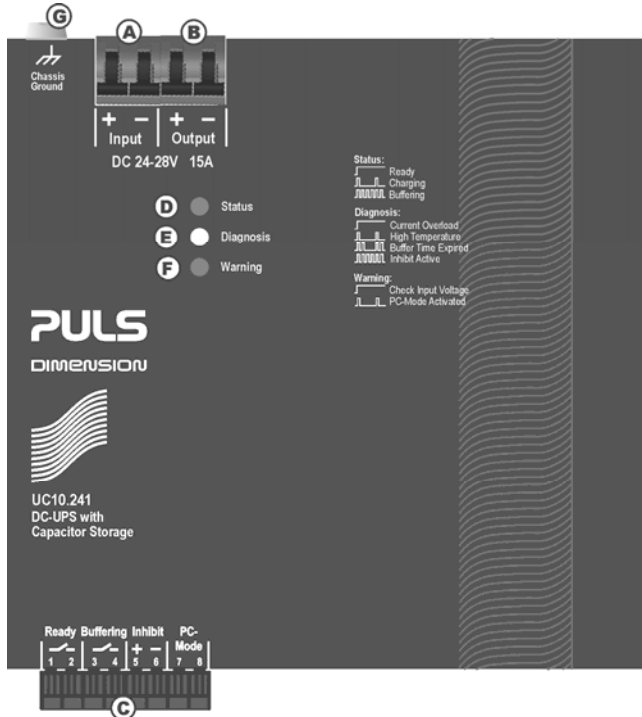 G
A
B
Chassis
Ground
+ − + −
Input Output
DC 24-28V 15A
Status:
Ready
Charging
Buffering
Diagnosis:
Current Overload
High Temperature
Buffer Time Expired
Inhibit Active
Warning:
Check Input Voltage
PC-Mode Activated
D Status
E Diagnosis
F Warning
PULS
DIMENSION
UC10.241
DC-UPS with
Capacitor Storage
Ready Buffering Inhibit PC-
Mode
+ −
1 2 3 4 5 6 7 8
C